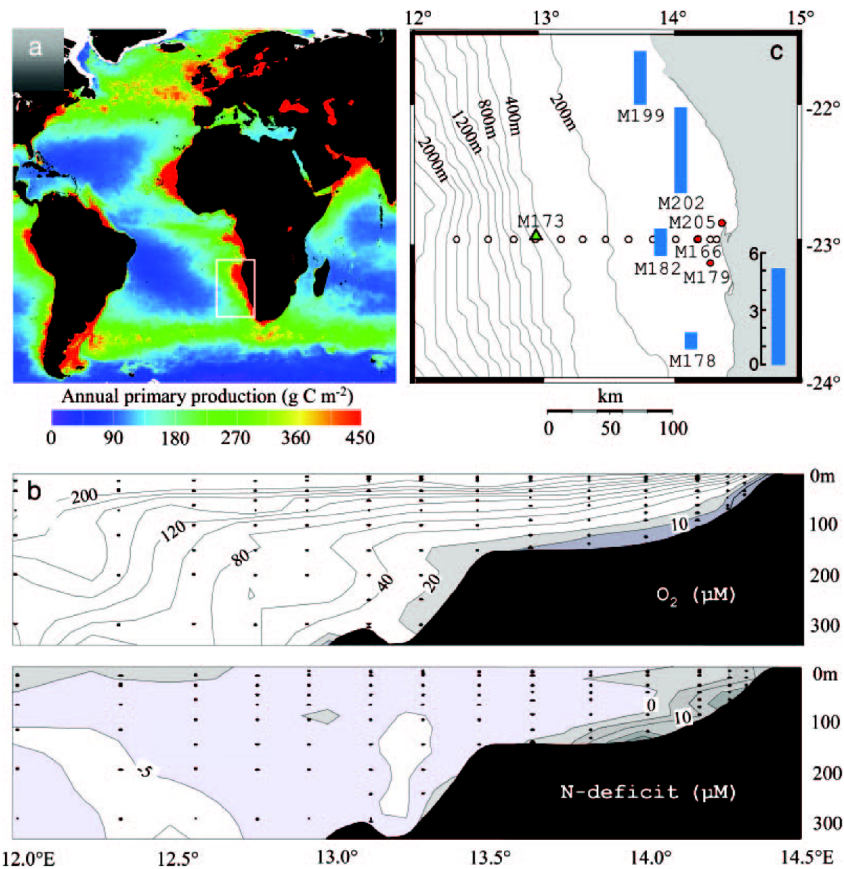 a
Annual primary production (g C m-2)
0 90 180 270 360 450
12° 13° 14° 15°
c
2000m 1200m 800m 400m 200m
M199
M202
M173
M205
M166
M182
M179
M178
6
3
0
-22°
-23°
-24°
km
0 50 100
b
200 120 80 40 20 10
O2 (µM)
0m
100
200
300
-5 0 10
N-deficit (µM)
0m
100
200
300
12.0°E 12.5° 13.0° 13.5° 14.0° 14.5°E